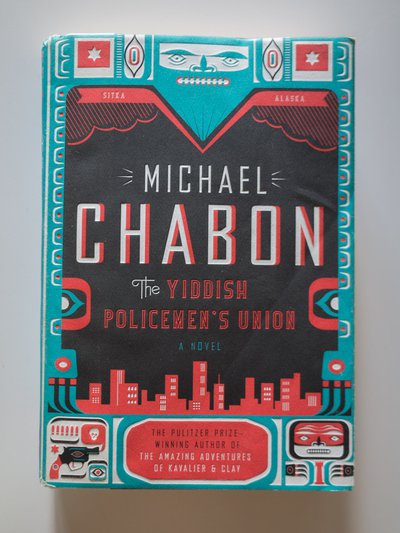 SITKA ALASKA
MICHAEL
CHABON
The YIDDISH
POLICEMEN'S UNION
A NOVEL
THE PULITZER PRIZE–
WINNING AUTHOR OF
THE AMAZING ADVENTURES
OF KAVALIER & CLAY